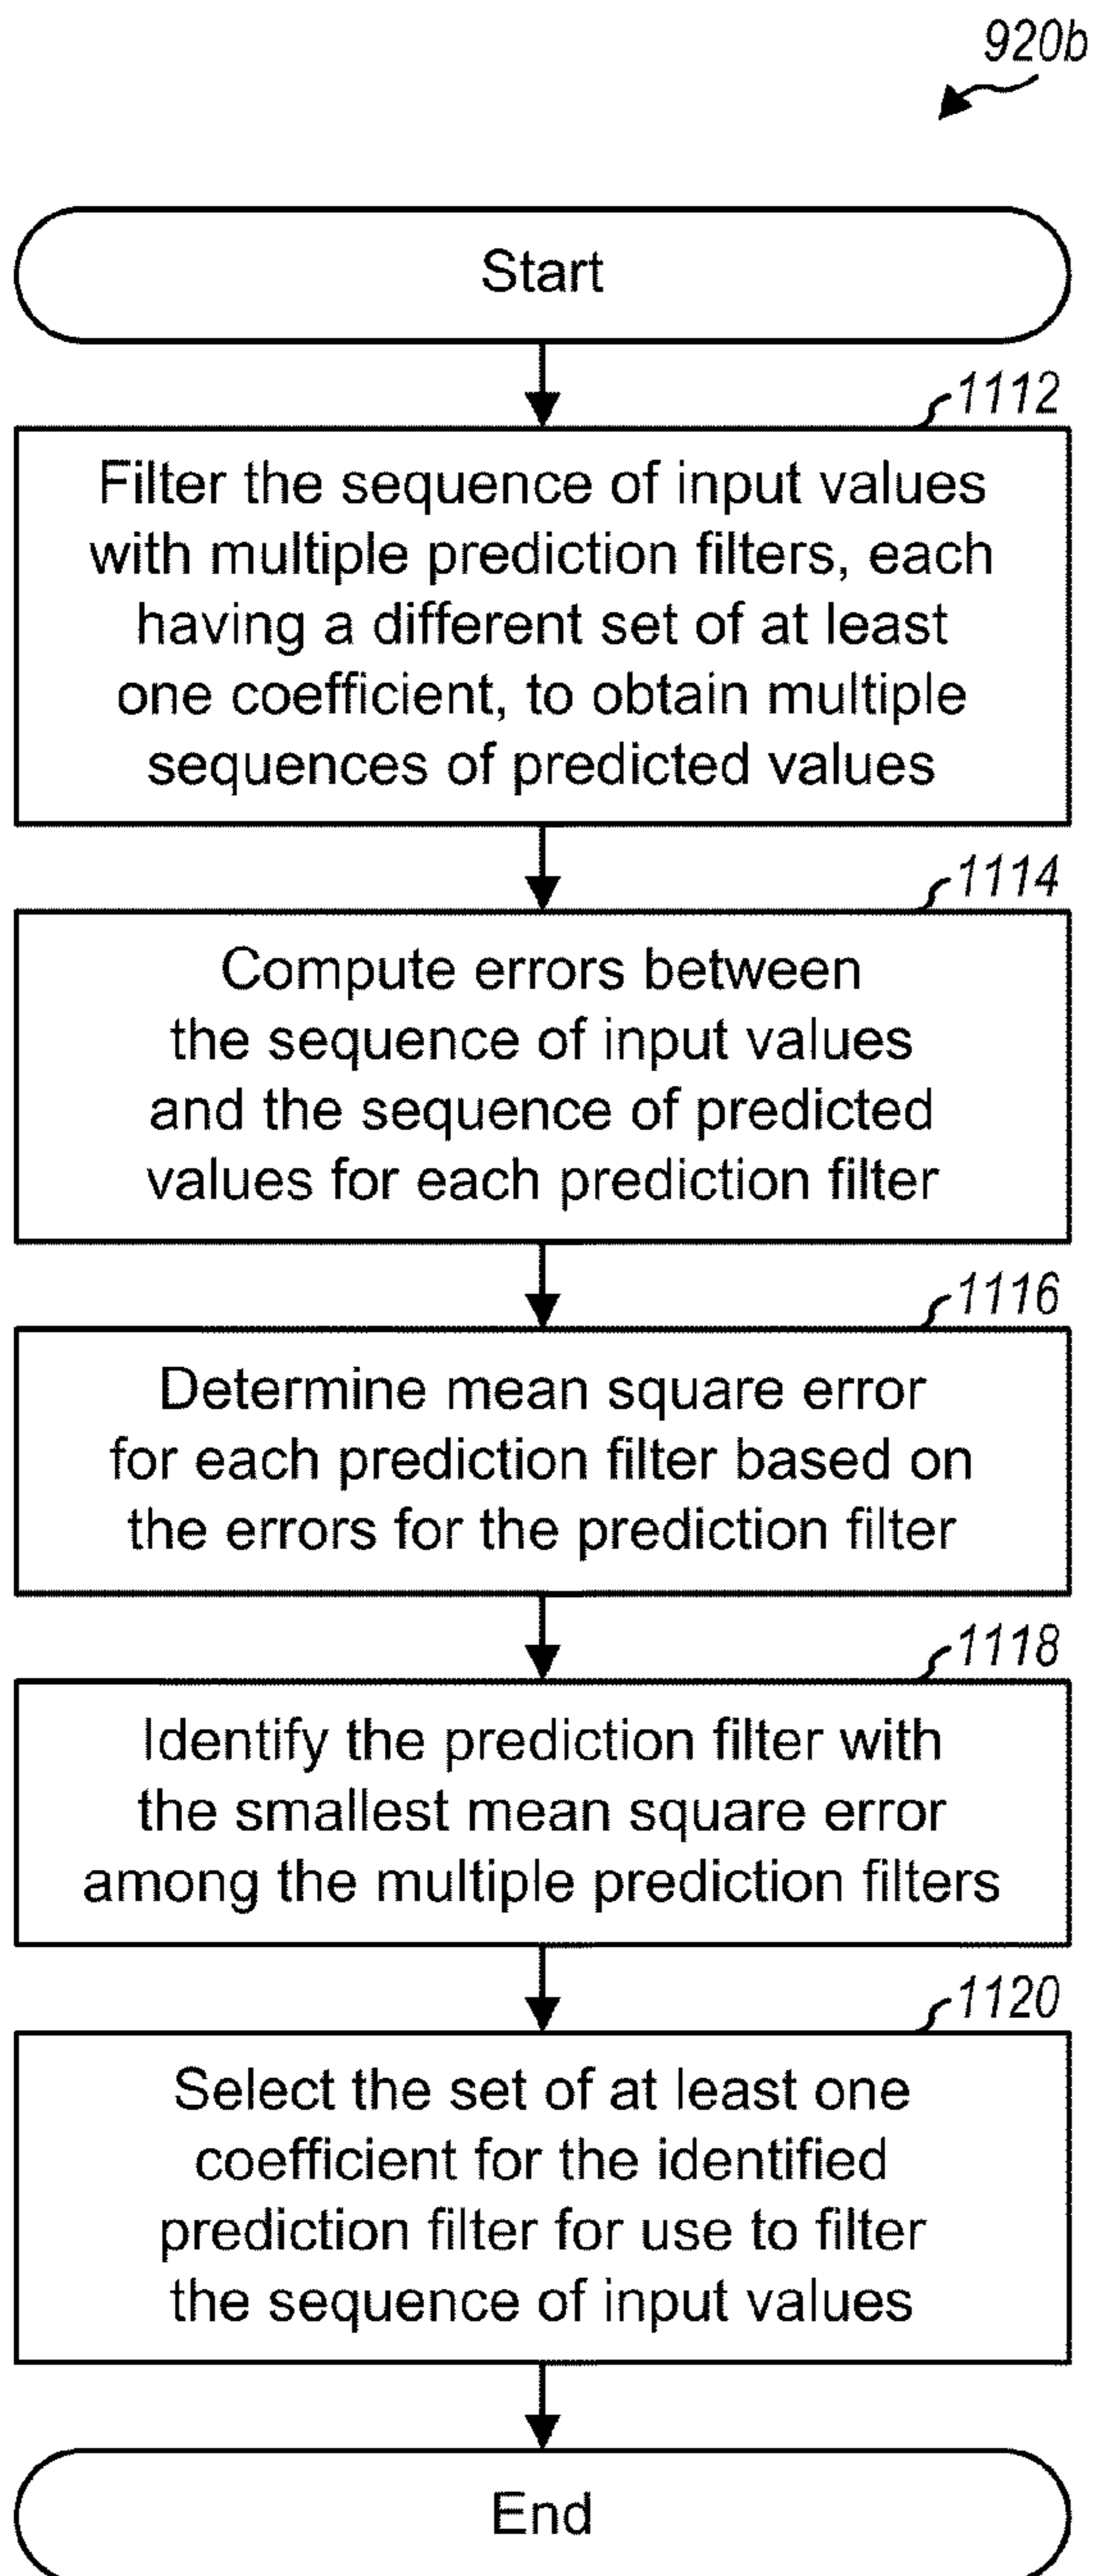 920b
Start
1112
Filter the sequence of input values
with multiple prediction filters, each
having a different set of at least
one coefficient, to obtain multiple
sequences of predicted values
1114
Compute errors between
the sequence of input values
and the sequence of predicted
values for each prediction filter
1116
Determine mean square error
for each prediction filter based on
the errors for the prediction filter
1118
Identify the prediction filter with
the smallest mean square error
among the multiple prediction filters
1120
Select the set of at least one
coefficient for the identified
prediction filter for use to filter
the sequence of input values
End